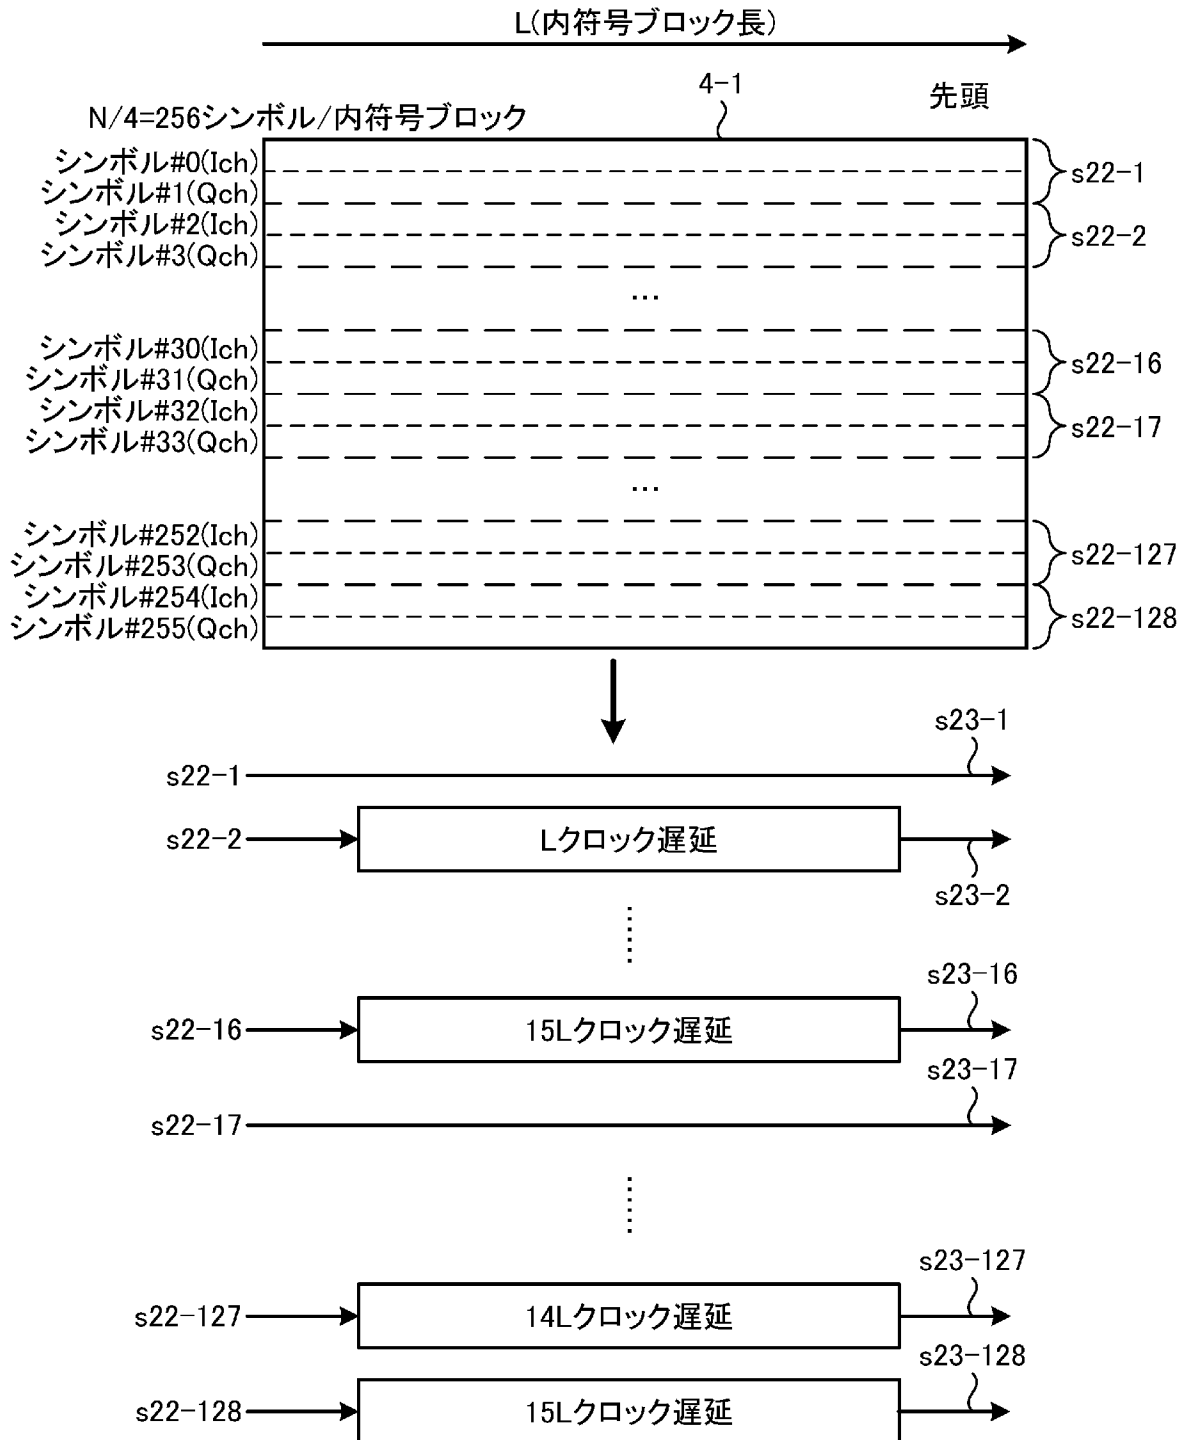 L(内符号ブロック長)
4-1
先頭
N/4=256シンボル/内符号ブロック
シンボル#0(Ich)
シンボル#1(Qch)
s22-1
シンボル#2(Ich)
シンボル#3(Qch)
s22-2
…
シンボル#30(Ich)
シンボル#31(Qch)
s22-16
シンボル#32(Ich)
シンボル#33(Qch)
s22-17
…
シンボル#252(Ich)
シンボル#253(Qch)
s22-127
シンボル#254(Ich)
シンボル#255(Qch)
s22-128
s23-1
s22-1
s22-2
Lクロック遅延
s23-2
s23-16
s22-16
15Lクロック遅延
s23-17
s22-17
s23-127
s22-127
14Lクロック遅延
s23-128
s22-128
15Lクロック遅延